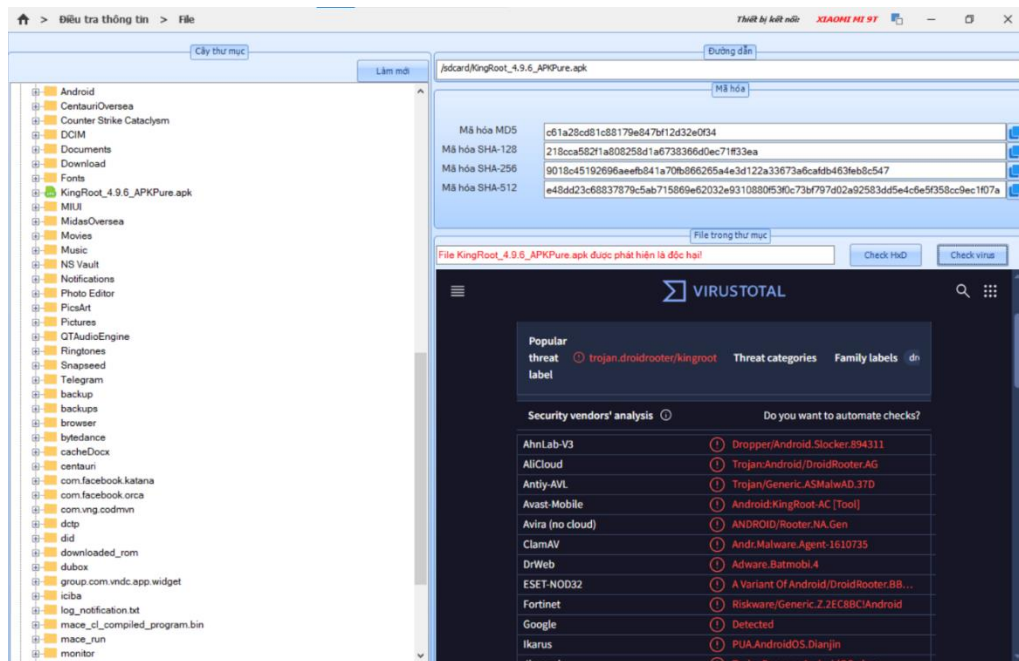 > Điều tra thông tin > File
Thiết bị kết nối: XIAOMI MI 9T
Cây thư mục
Làm mới
Android
CentauriOversea
Counter Strike Cataclysm
DCIM
Documents
Download
Fonts
KingRoot_4.9.6_APKPure.apk
MIUI
MidasOversea
Movies
Music
NS Vault
Notifications
Photo Editor
PicsArt
Pictures
QTAudioEngine
Ringtones
Snapseed
Telegram
backup
backups
browser
bytedance
cacheDocx
centauri
com.facebook.katana
com.facebook.orca
com.vng.codmvn
dctp
did
downloaded_rom
dubox
group.com.vndc.app.widget
iciba
log_notification.txt
mace_cl_compiled_program.bin
mace_run
monitor
Đường dẫn
/sdcard/KingRoot_4.9.6_APKPure.apk
Mã hóa
Mã hóa MD5 c61a28cd81c88179e847bf12d32e0f34
Mã hóa SHA-128 218cca582f1a808258d1a6738366d0ec71ff33ea
Mã hóa SHA-256 9018c45192696aeefb841a70fb866265a4e3d122a33673a6cafdb463feb8c547
Mã hóa SHA-512 e48dd23c68837879c5ab715869e62032e9310880f53f0c73bf797d02a92583dd5e4c6e5f358cc9ec1f07a
File trong thư mục
File KingRoot_4.9.6_APKPure.apk được phát hiện là độc hại!
Check HxD
Check virus
VIRUSTOTAL
Popular threat label trojan.droidrooter/kingroot Threat categories Family labels
Security vendors' analysis Do you want to automate checks?
AhnLab-V3 Dropper/Android.Slocker.894311
AliCloud Trojan:Android/DroidRooter.AG
Antiy-AVL Trojan/Generic.ASMalwAD.37D
Avast-Mobile Android:KingRoot-AC [Tool]
Avira (no cloud) ANDROID/Rooter.NA.Gen
ClamAV Andr.Malware.Agent-1610735
DrWeb Adware.Batmobi.4
ESET-NOD32 A Variant Of Android/DroidRooter.BB...
Fortinet Riskware/Generic.Z.2EC8BC!Android
Google Detected
Ikarus PUA.AndroidOS.Dianjin